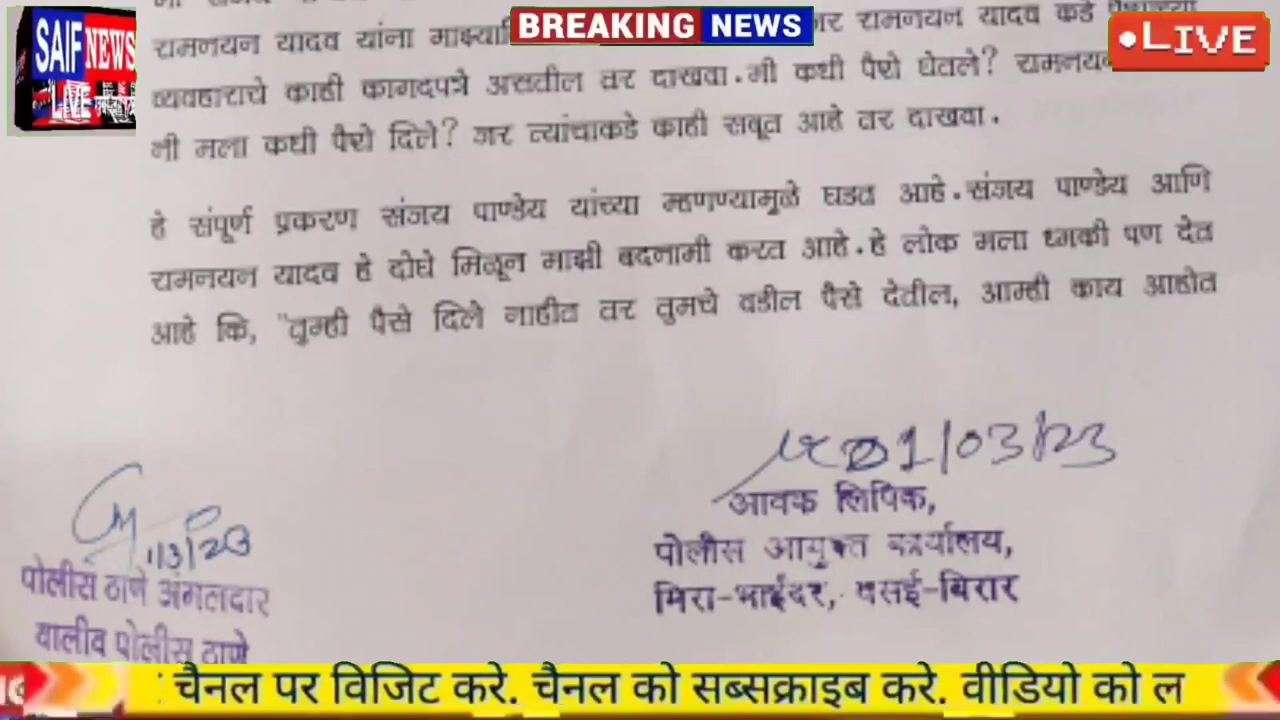 SAIF NEWS
LIVE
BREAKING NEWS
LIVE
रामनयन यादव यांना माझ्या रामनयन यादव कडे
व्यवहाराचे काही कागदपत्रे असतील तर दाखवा.मी कधी पैशे घेतले?
नी मला कधी पैशे दिले? जर त्यांचाकडे काही सबूत आहे तर दाखवा.
हे संपूर्ण प्रकरण संजय पाण्डेय यांच्या म्हणण्यामुळे घडत आहे.संजय पाण्डेय आणि
रामनयन यादव हे दोघे मिळून माझी बदनामी करत आहे.हे लोक मला धमकी पण देत
आहे कि, "तुम्ही पैसे दिले नाहीत तर तुमचे वडील पैसे देतील, आम्ही काय आहोत
01/03/23
आवक लिपिक,
पोलीस आयुक्त कार्यालय,
मिरा-भाईंदर, वसई-विरार
1/3/23
पोलीस ठाणे अंमलदार
वालीव पोलीस ठाणे
चैनल पर विजिट करे. चैनल को सब्सक्राइब करे. वीडियो को ल